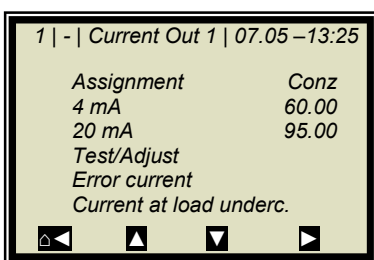 1 | - | Current Out 1 | 07.05 –13:25
Assignment Conz
4 mA 60.00
20 mA 95.00
Test/Adjust
Error current
Current at load underc.